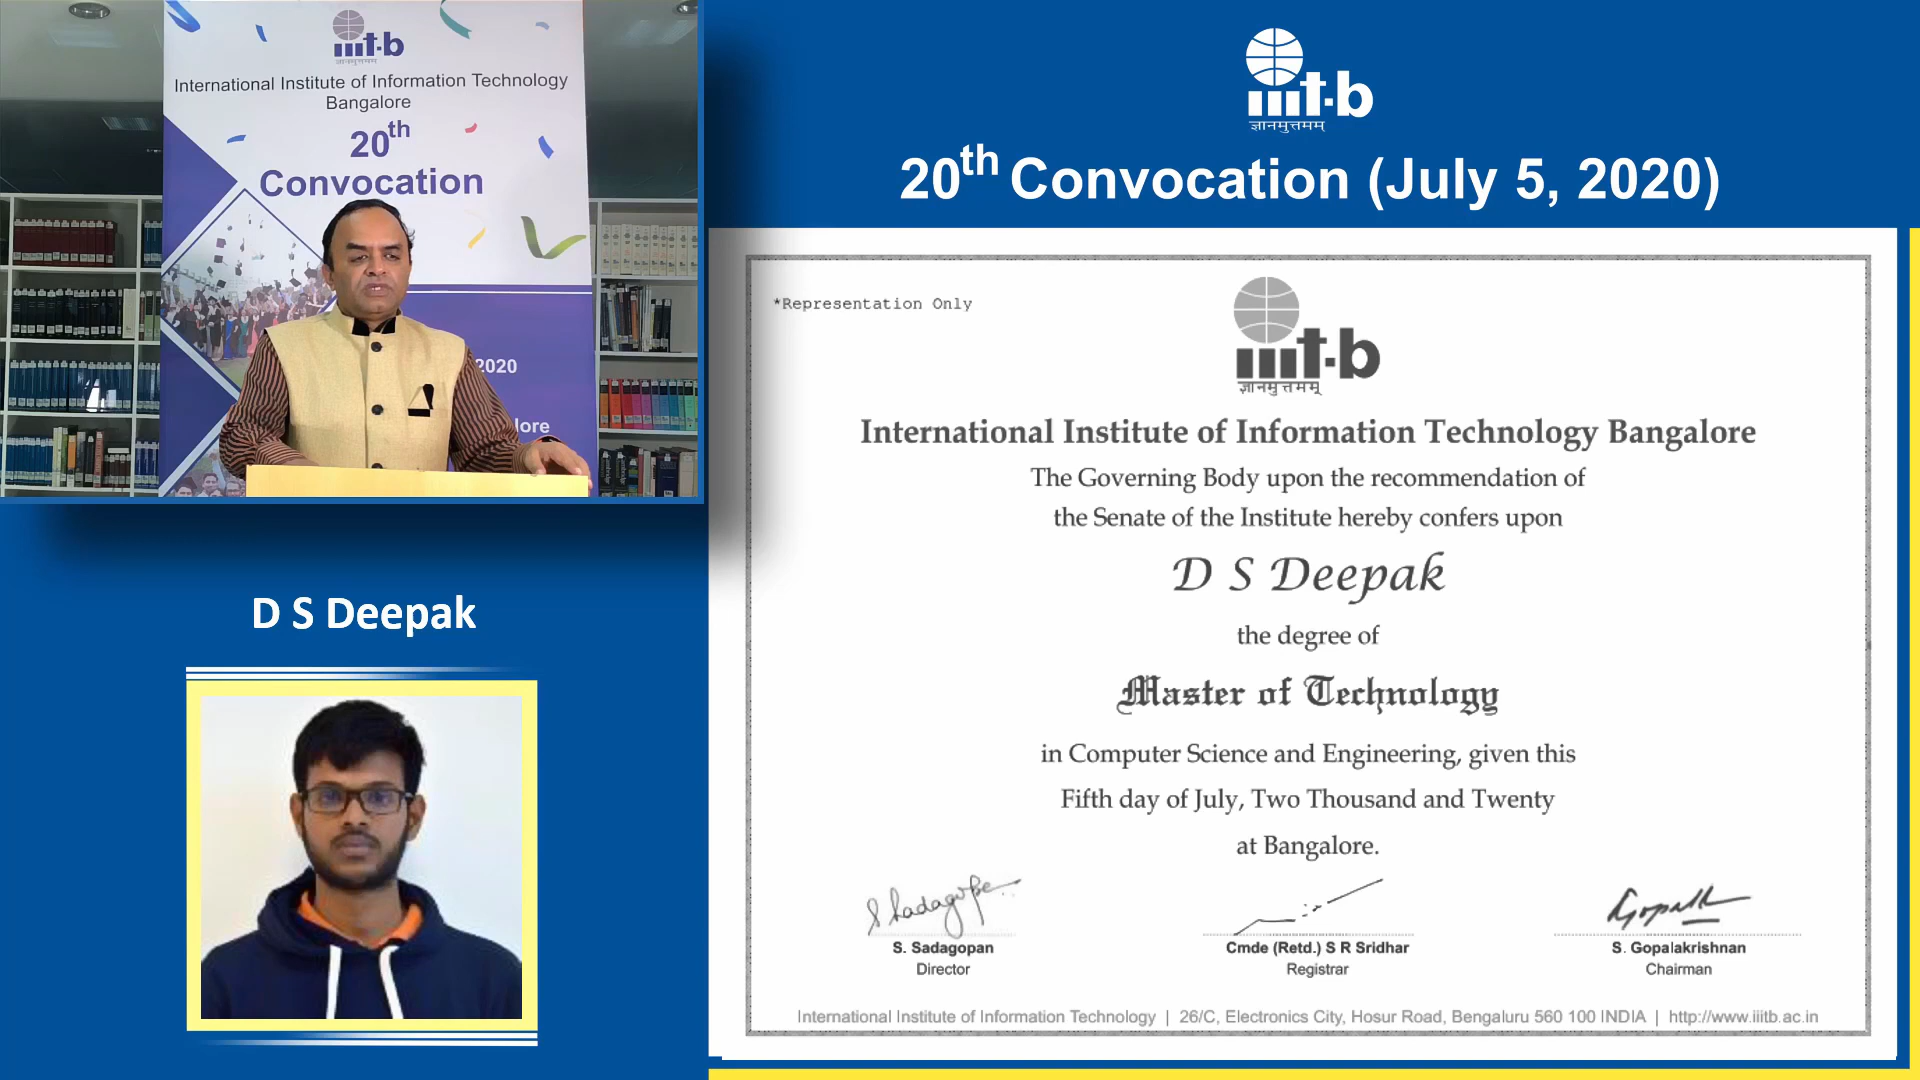 iiit-b
ज्ञानमुत्तमम्
International Institute of Information Technology
Bangalore
20th
Convocation
2020
lore
D S Deepak
iiit-b
ज्ञानमुत्तमम्
20th Convocation (July 5, 2020)
*Representation Only
iiit-b
ज्ञानमुत्तमम्
International Institute of Information Technology Bangalore
The Governing Body upon the recommendation of
the Senate of the Institute hereby confers upon
D S Deepak
the degree of
Master of Technology
in Computer Science and Engineering, given this
Fifth day of July, Two Thousand and Twenty
at Bangalore.
S. Sadagopan
Director
Cmde (Retd.) S R Sridhar
Registrar
S. Gopalakrishnan
Chairman
International Institute of Information Technology | 26/C, Electronics City, Hosur Road, Bengaluru 560 100 INDIA | http://www.iiitb.ac.in